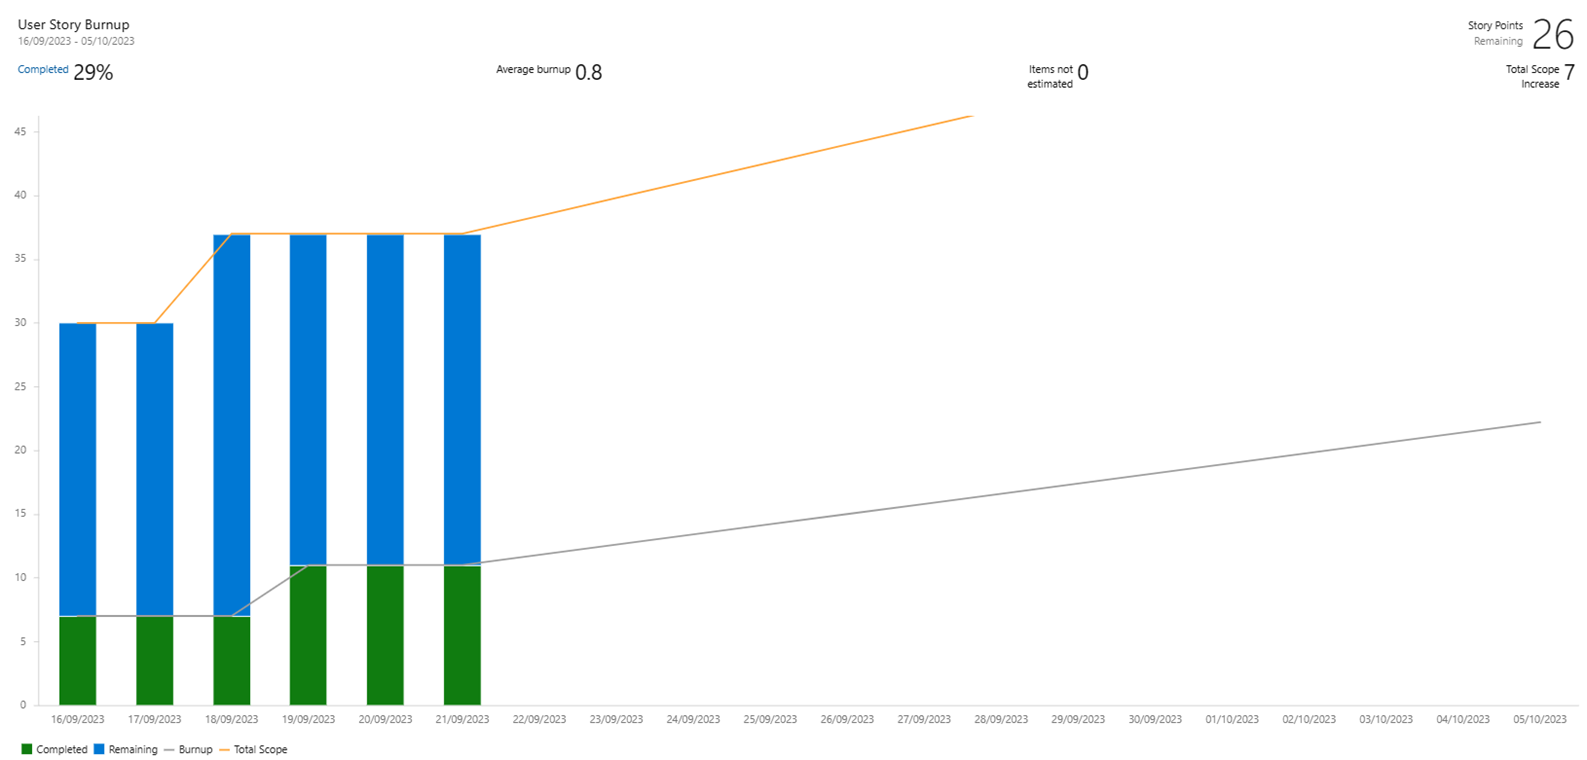 User Story Burnup
16/09/2023 - 05/10/2023
Story Points
Remaining
26
Completed 29%
Average burnup 0.8
Items not
estimated
0
Total Scope
Increase
7
45
40
35
30
25
20
15
10
5
0
16/09/2023 17/09/2023 18/09/2023 19/09/2023 20/09/2023 21/09/2023 22/09/2023 23/09/2023 24/09/2023 25/09/2023 26/09/2023 27/09/2023 28/09/2023 29/09/2023 30/09/2023 01/10/2023 02/10/2023 03/10/2023 04/10/2023 05/10/2023
Completed Remaining Burnup Total Scope